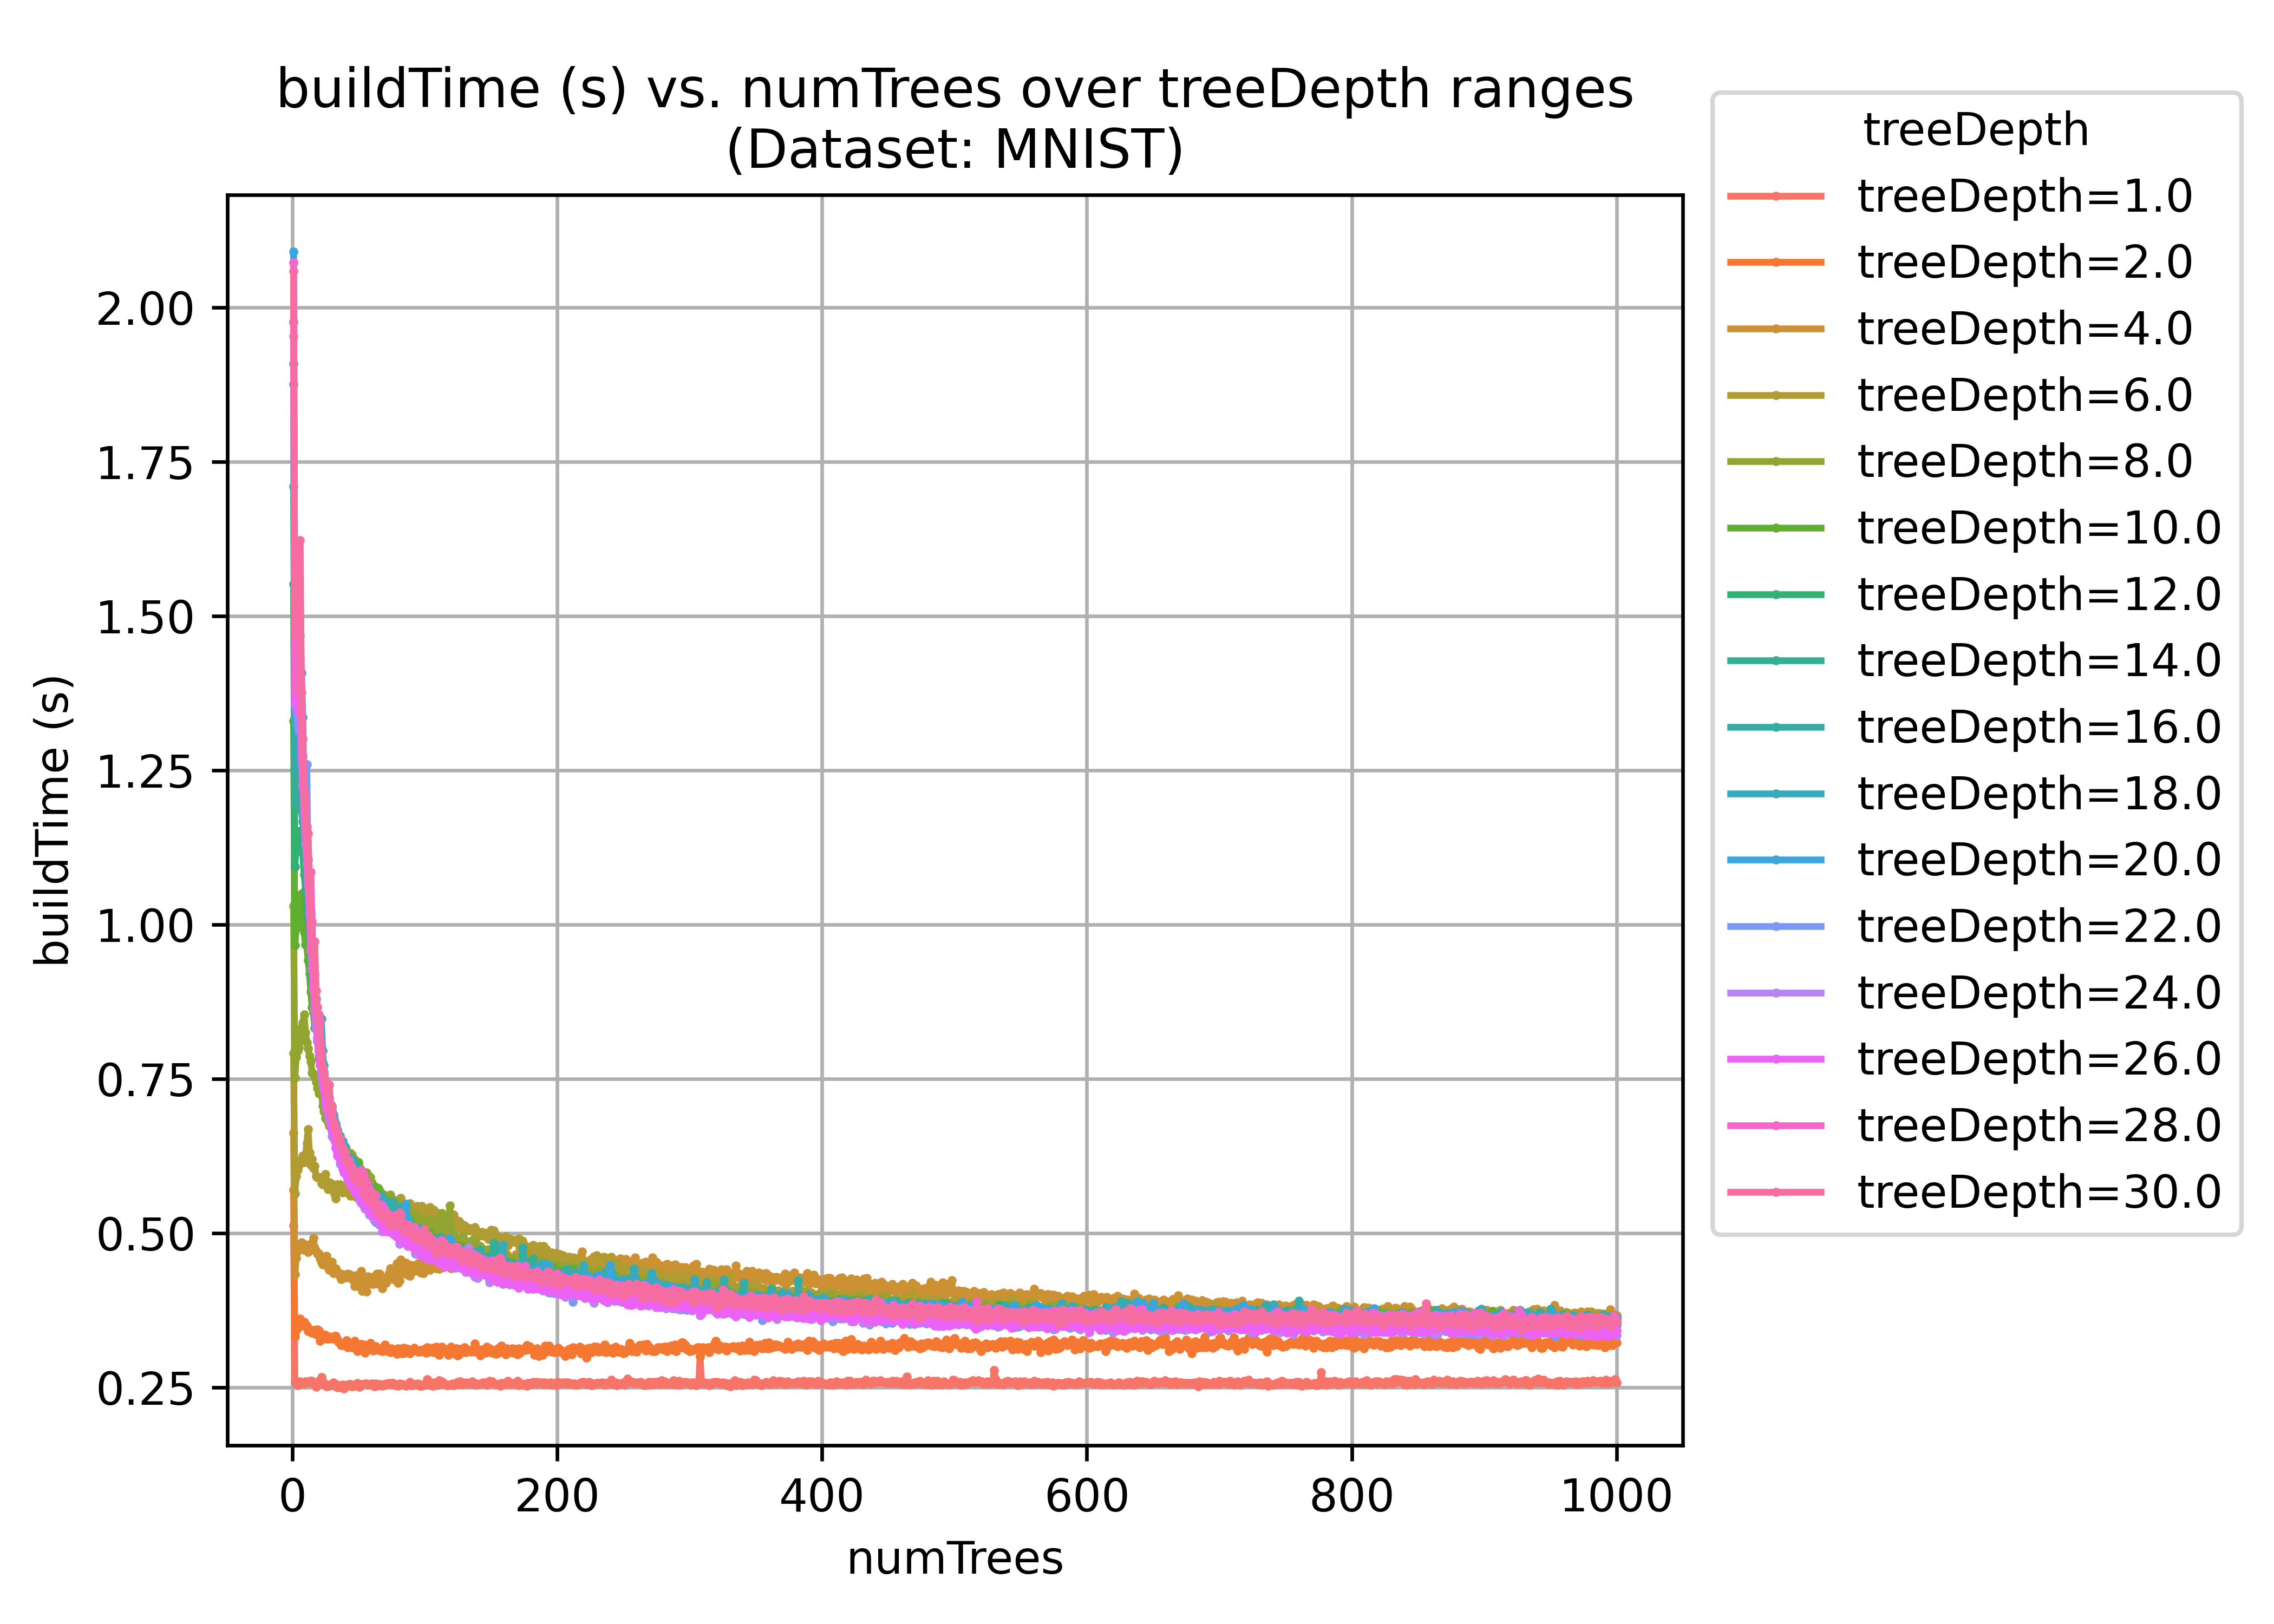 buildTime (s) vs. numTrees over treeDepth ranges
(Dataset: MNIST)
treeDepth
treeDepth=1.0
treeDepth=2.0
treeDepth=4.0
treeDepth=6.0
treeDepth=8.0
treeDepth=10.0
treeDepth=12.0
treeDepth=14.0
treeDepth=16.0
treeDepth=18.0
treeDepth=20.0
treeDepth=22.0
treeDepth=24.0
treeDepth=26.0
treeDepth=28.0
treeDepth=30.0
buildTime (s)
2.00
1.75
1.50
1.25
1.00
0.75
0.50
0.25
0 200 400 600 800 1000
numTrees